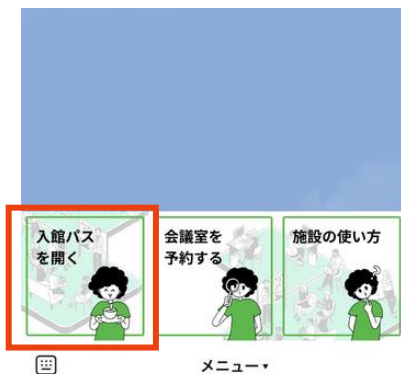 入館パス
を開く
会議室を
予約する
施設の使い方
メニュー▾